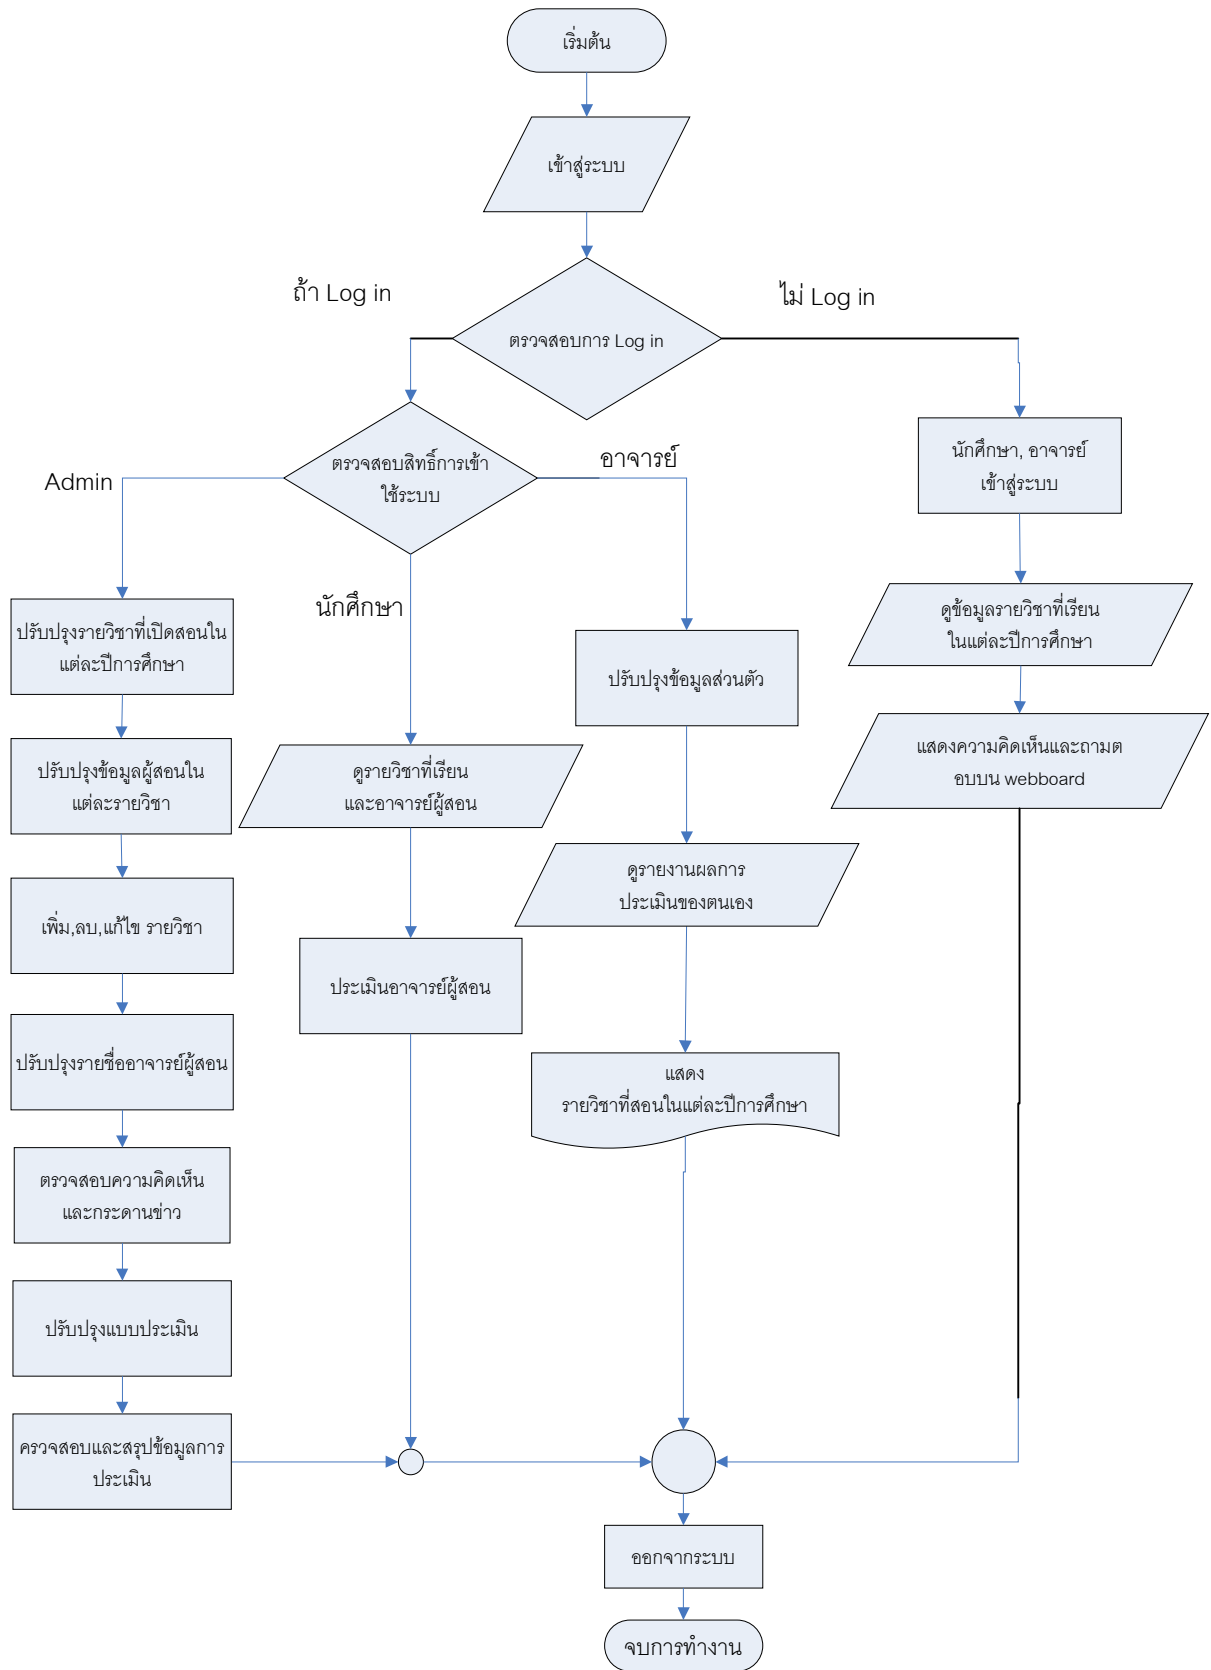 เริ่มต้น
เข้าสู่ระบบ
ถ้า Log in
ไม่ Log in
ตรวจสอบการ Log in
ตรวจสอบสิทธิ์การเข้า
ใช้ระบบ
Admin
อาจารย์
นักศึกษา
นักศึกษา, อาจารย์
เข้าสู่ระบบ
ดูข้อมูลรายวิชาที่เรียน
ในแต่ละปีการศึกษา
แสดงความคิดเห็นและถามต
อบบน webboard
ปรับปรุงรายวิชาที่เปิดสอนใน
แต่ละปีการศึกษา
ปรับปรุงข้อมูลผู้สอนใน
แต่ละรายวิชา
เพิ่ม,ลบ,แก้ไข รายวิชา
ปรับปรุงรายชื่ออาจารย์ผู้สอน
ตรวจสอบความคิดเห็น
และกระดานข่าว
ปรับปรุงแบบประเมิน
ครวจสอบและสรุปข้อมูลการ
ประเมิน
ดูรายวิชาที่เรียน
และอาจารย์ผู้สอน
ประเมินอาจารย์ผู้สอน
ปรับปรุงข้อมูลส่วนตัว
ดูรายงานผลการ
ประเมินของตนเอง
แสดง
รายวิชาที่สอนในแต่ละปีการศึกษา
ออกจากระบบ
จบการทำงาน